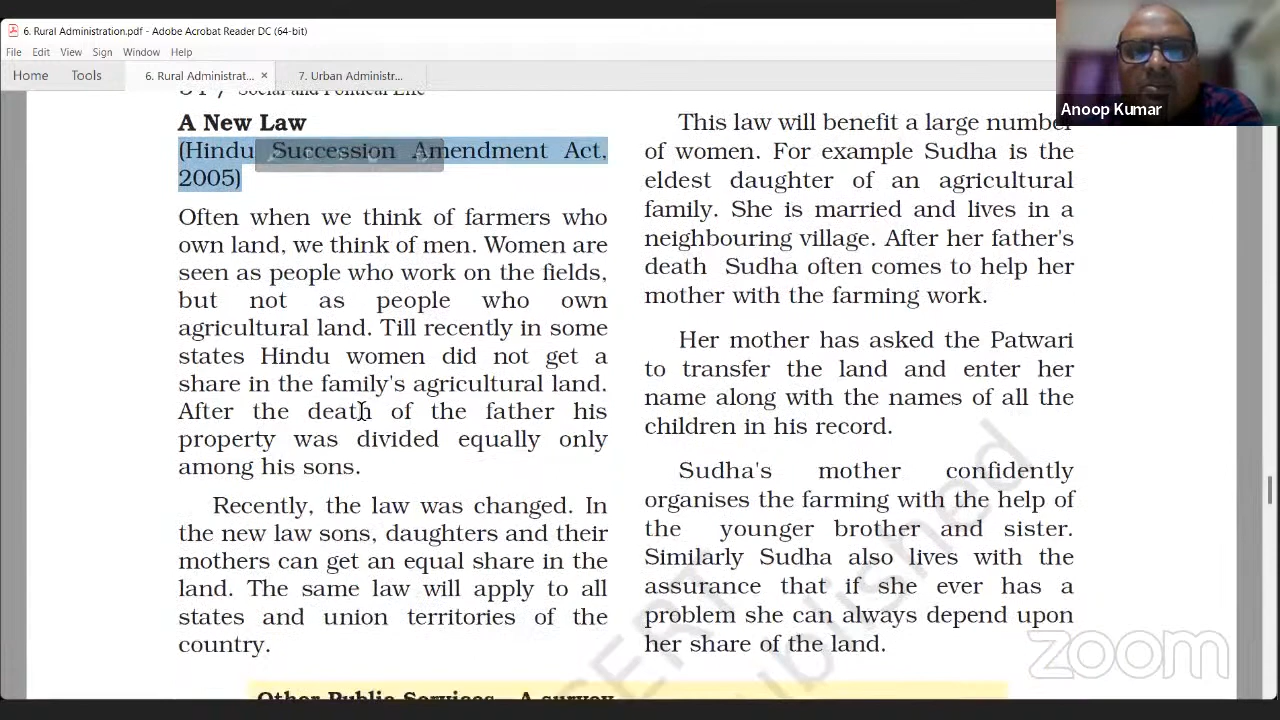 6. Rural Administration.pdf - Adobe Acrobat Reader DC (64-bit)
File Edit View Sign Window Help
Home Tools 6. Rural Administrat... × 7. Urban Administr...
Anoop Kumar
Social and Political Life
A New Law
(Hindu Succession Amendment Act,
2005)
Often when we think of farmers who
own land, we think of men. Women are
seen as people who work on the fields,
but not as people who own
agricultural land. Till recently in some
states Hindu women did not get a
share in the family's agricultural land.
After the death of the father his
property was divided equally only
among his sons.
Recently, the law was changed. In
the new law sons, daughters and their
mothers can get an equal share in the
land. The same law will apply to all
states and union territories of the
country.
This law will benefit a large number
of women. For example Sudha is the
eldest daughter of an agricultural
family. She is married and lives in a
neighbouring village. After her father's
death Sudha often comes to help her
mother with the farming work.
Her mother has asked the Patwari
to transfer the land and enter her
name along with the names of all the
children in his record.
Sudha's mother confidently
organises the farming with the help of
the younger brother and sister.
Similarly Sudha also lives with the
assurance that if she ever has a
problem she can always depend upon
her share of the land.
Other Public Services - A survey
zoom